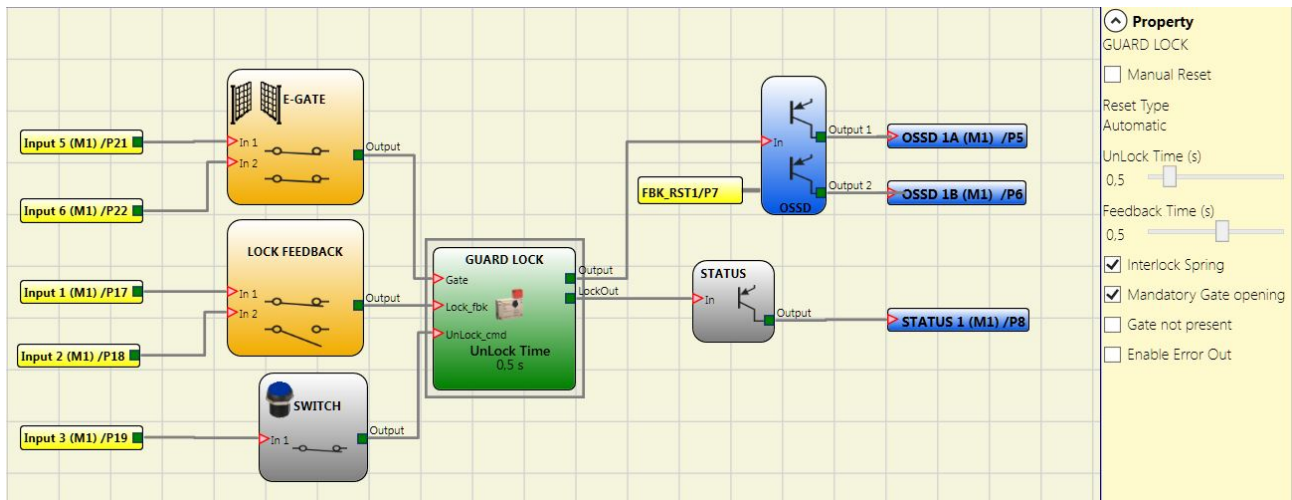 E-GATE
Input 5 (M1) /P21
In 1
In 2
Output
Input 6 (M1) /P22
LOCK FEEDBACK
Input 1 (M1) /P17
In 1
In 2
Output
Input 2 (M1) /P18
SWITCH
Input 3 (M1) /P19
In 1
Output
GUARD LOCK
Gate
Lock_fbk
UnLock_cmd
Output
LockOut
UnLock Time
0,5 s
FBK_RST1/P7
In
Output 1
Output 2
OSSD
OSSD 1A (M1) /P5
OSSD 1B (M1) /P6
STATUS
In
Output
STATUS 1 (M1) /P8
Property
GUARD LOCK
Manual Reset
Reset Type
Automatic
UnLock Time (s)
0,5
Feedback Time (s)
0,5
Interlock Spring
Mandatory Gate opening
Gate not present
Enable Error Out